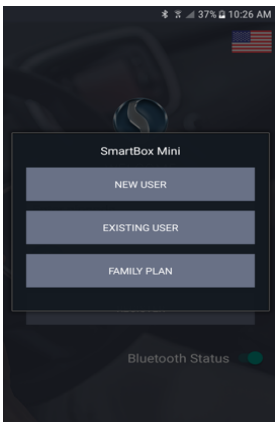 37% 10:26 AM
SmartBox Mini
NEW USER
EXISTING USER
FAMILY PLAN
Bluetooth Status